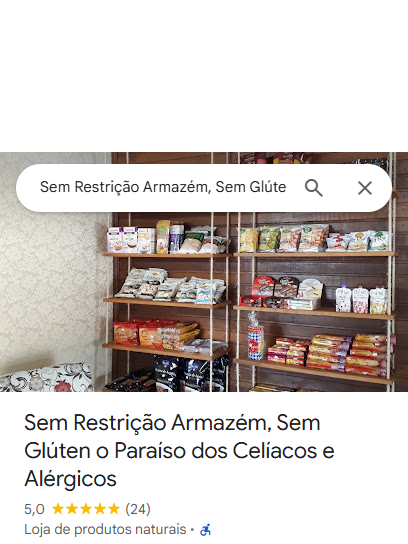 Sem Restrição Armazém, Sem Glúte
Sem Restrição Armazém, Sem
Glúten o Paraíso dos Celíacos e
Alérgicos
5,0 (24)
Loja de produtos naturais •